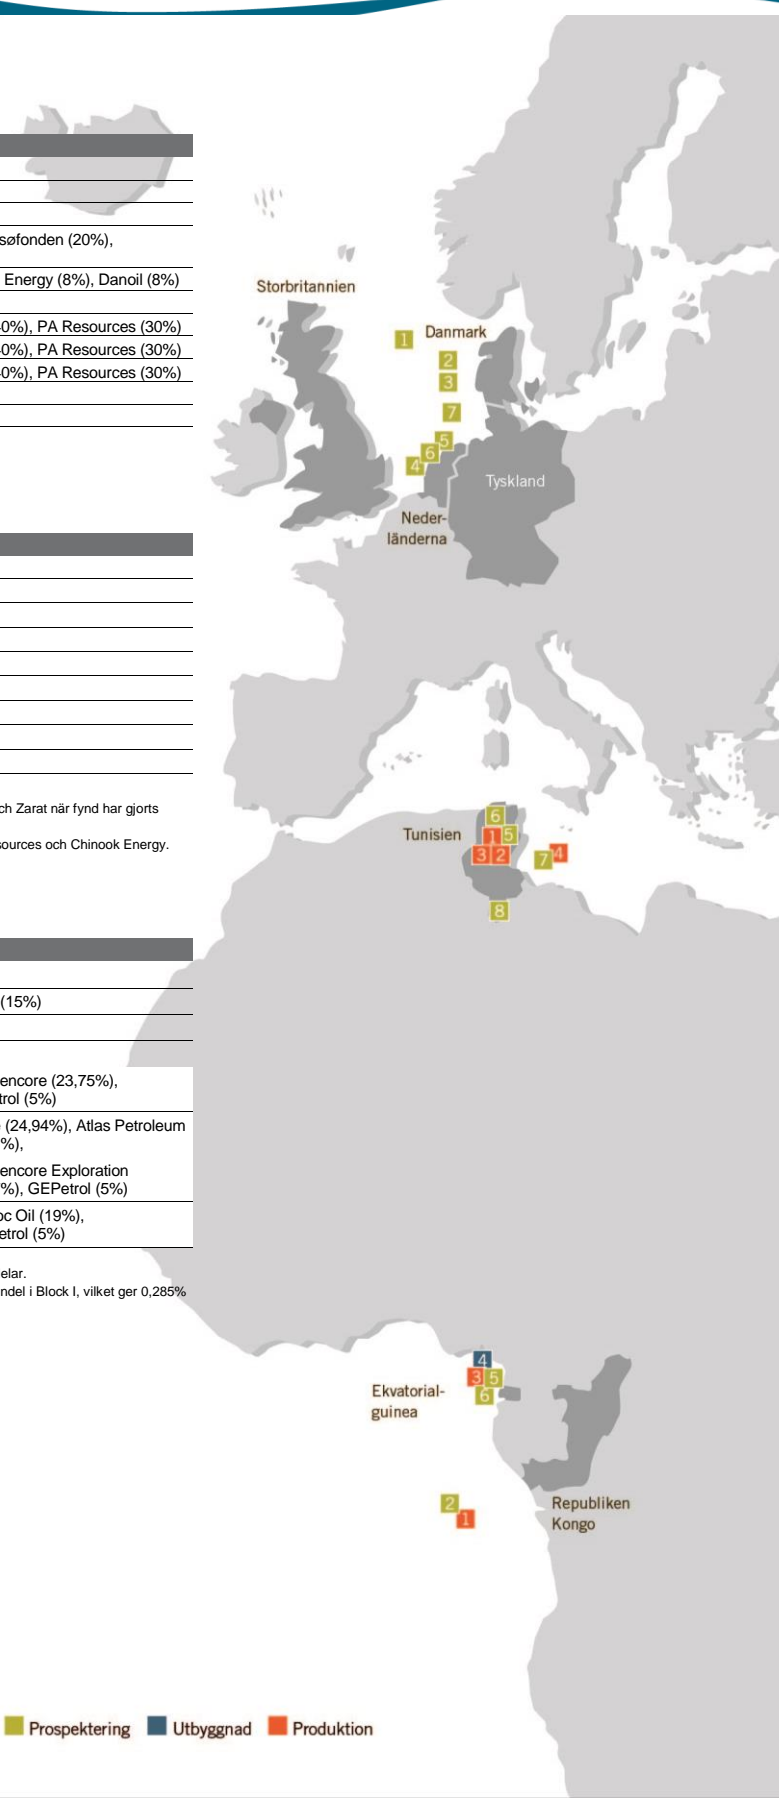 søfonden (20%),
Energy (8%), Danoil (8%)
0%), PA Resources (30%)
0%), PA Resources (30%)
0%), PA Resources (30%)
ch Zarat när fynd har gjorts
sources och Chinook Energy.
(15%)
encore (23,75%),
trol (5%)
(24,94%), Atlas Petroleum
%),
encore Exploration
%), GEPetrol (5%)
oc Oil (19%),
etrol (5%)
elar.
ndel i Block I, vilket ger 0,285%
Storbritannien
1
Danmark
2
3
7
5
6
4
Tyskland
Neder-
länderna
6
Tunisien
1 5
3 2
7 4
8
4
3 5
6
Ekvatorial-
guinea
2
1
Republiken
Kongo
Prospektering Utbyggnad Produktion